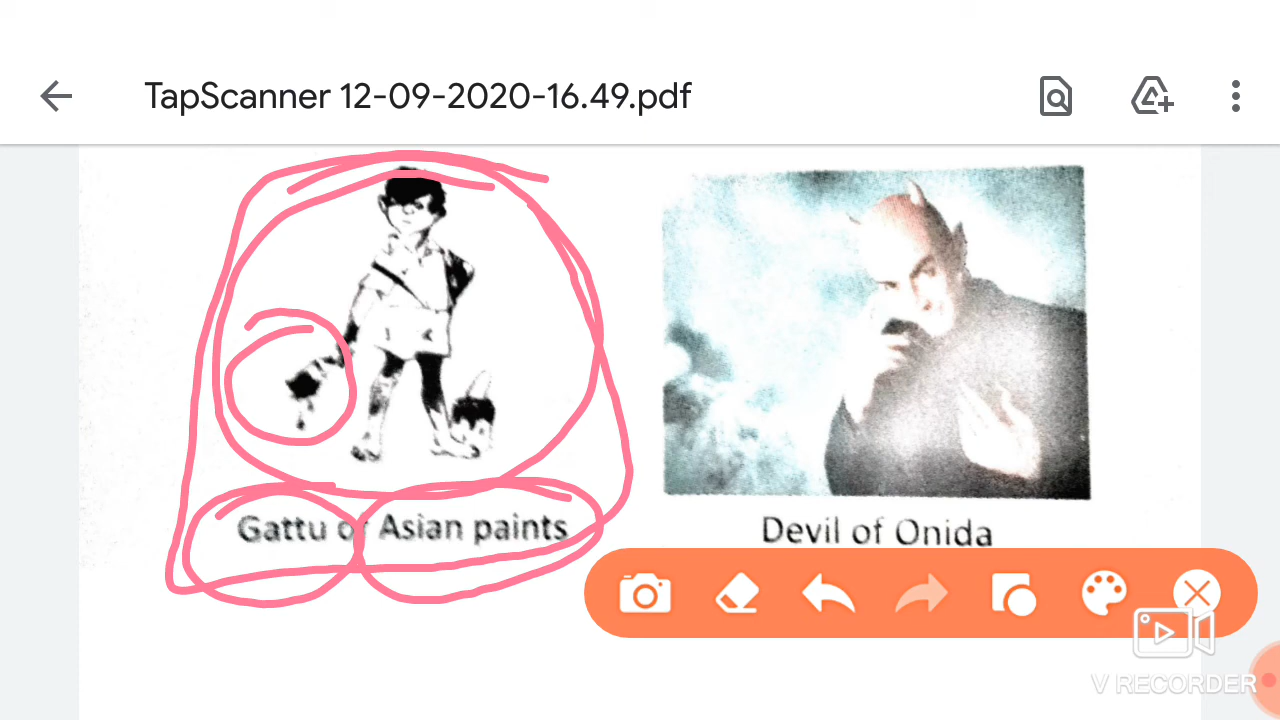 TapScanner 12-09-2020-16.49.pdf
Gattu of Asian paints
Devil of Onida
V RECORDER